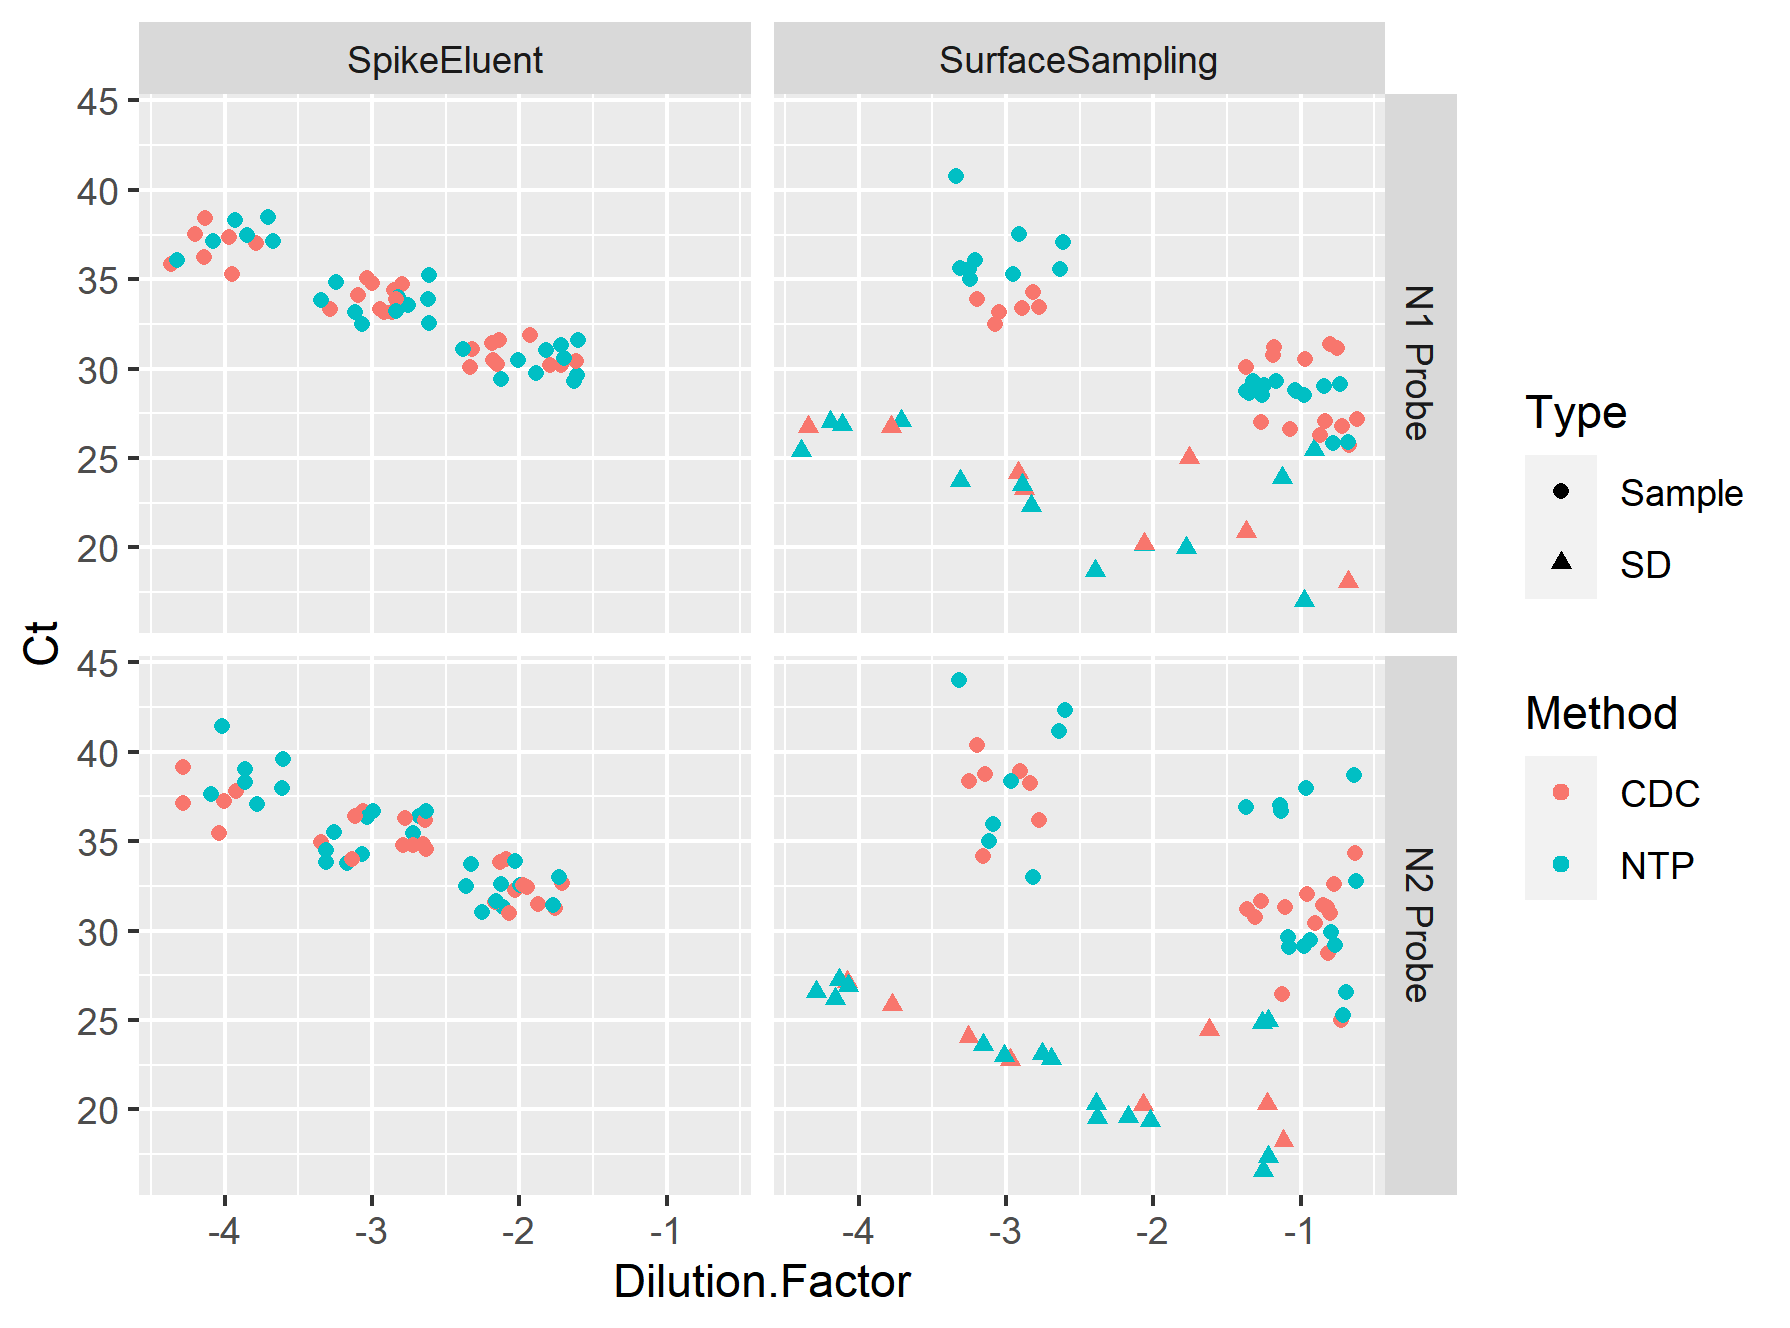 SpikeEluent SurfaceSampling
45
40
35
30
25
20
N1 Probe
Ct
45
40
35
30
25
20
N2 Probe
-4 -3 -2 -1 -4 -3 -2 -1
Dilution.Factor
Type
Sample
SD
Method
CDC
NTP